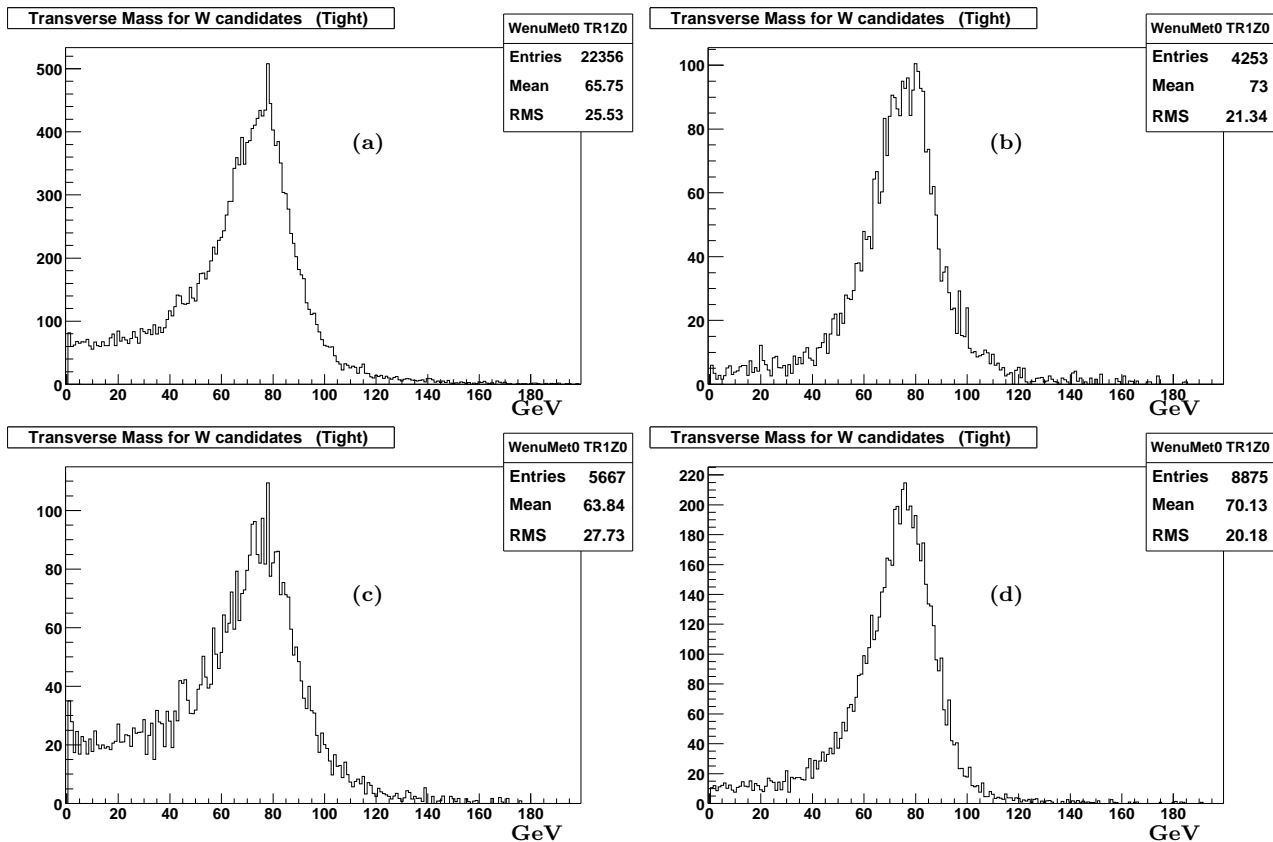 Transverse Mass for W candidates (Tight)
WenuMet0 TR1Z0
Entries 22356
Mean 65.75
RMS 25.53
(a)
500
400
300
200
100
0
0 20 40 60 80 100 120 140 160 180
GeV
Transverse Mass for W candidates (Tight)
WenuMet0 TR1Z0
Entries 4253
Mean 73
RMS 21.34
(b)
100
80
60
40
20
0
0 20 40 60 80 100 120 140 160 180
GeV
Transverse Mass for W candidates (Tight)
WenuMet0 TR1Z0
Entries 5667
Mean 63.84
RMS 27.73
(c)
100
80
60
40
20
0
0 20 40 60 80 100 120 140 160 180
GeV
Transverse Mass for W candidates (Tight)
WenuMet0 TR1Z0
Entries 8875
Mean 70.13
RMS 20.18
(d)
220
200
180
160
140
120
100
80
60
40
20
0
0 20 40 60 80 100 120 140 160 180
GeV